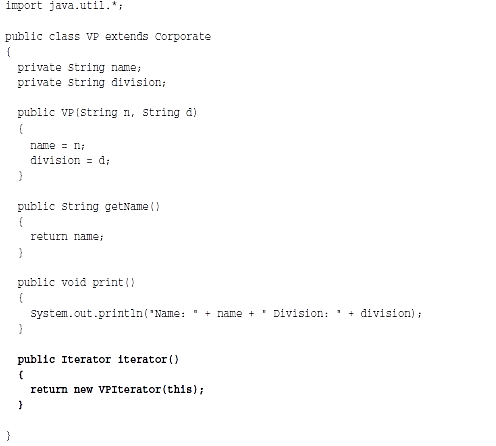 import java.util.*;
public class VP extends Corporate
{
private String name;
private String division;
public VP(String n, String d)
{
name = n;
division = d;
}
public String getName()
{
return name;
}
public void print()
{
System.out.println("Name: " + name + " Division: " + division);
}
public Iterator iterator()
{
return new VPIterator(this);
}
}